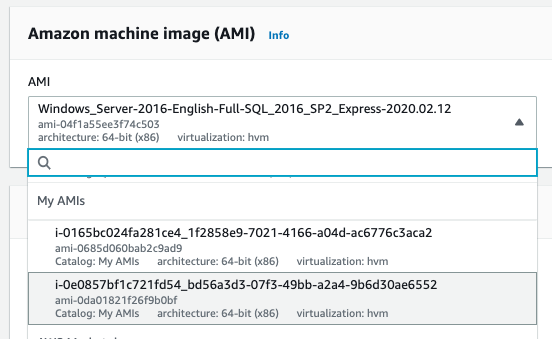 Amazon machine image (AMI) Info
AMI
Windows_Server-2016-English-Full-SQL_2016_SP2_Express-2020.02.12
ami-04f1a55ee3f74c503
architecture: 64-bit (x86) virtualization: hvm
My AMIs
i-0165bc024fa281ce4_1f2858e9-7021-4166-a04d-ac6776c3aca2
ami-0685d060bab2c9ad9
Catalog: My AMIs architecture: 64-bit (x86) virtualization: hvm
i-0e0857bf1c721fd54_bd56a3d3-07f3-49bb-a2a4-9b6d30ae6552
ami-0da01821f26f9b0bf
Catalog: My AMIs architecture: 64-bit (x86) virtualization: hvm